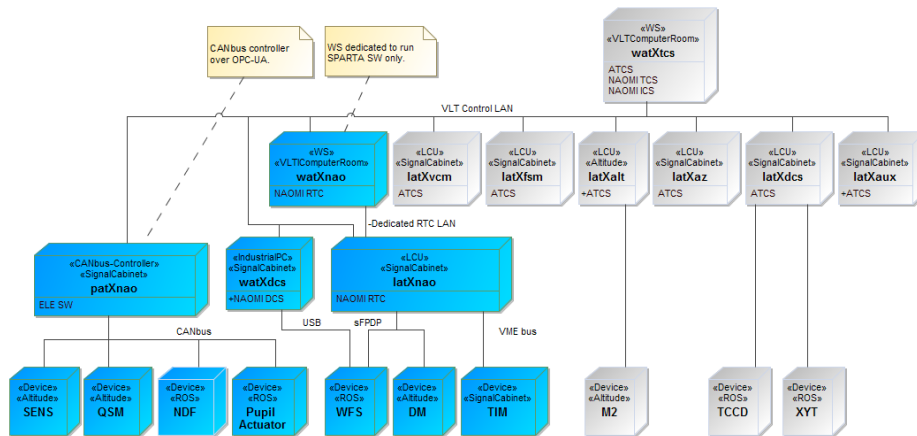 CANbus controller
over OPC-UA.
WS dedicated to run
SPARTA SW only.
«WS»
«VLTComputerRoom»
watXtcs
ATCS
NAOMI TCS
NAOMI ICS
VLT Control LAN
«WS»
«VLTIComputerRoom»
watXnao
NAOMI RTC
«LCU»
«SignalCabinet»
latXvcm
ATCS
«LCU»
«SignalCabinet»
latXfsm
ATCS
«LCU»
«Altitude»
latXalt
+ATCS
«LCU»
«SignalCabinet»
latXaz
ATCS
«LCU»
«SignalCabinet»
latXdcs
ATCS
«LCU»
«SignalCabinet»
latXaux
+ATCS
-Dedicated RTC LAN
«CANbus-Controller»
«SignalCabinet»
patXnao
ELE SW
«IndustrialPC»
«SignalCabinet»
watXdcs
+NAOMI DCS
«LCU»
«SignalCabinet»
latXnao
NAOMI RTC
CANbus
USB
sFPDP
VME bus
«Device»
«Altitude»
SENS
«Device»
«Altitude»
QSM
«Device»
«ROS»
NDF
«Device»
«ROS»
Pupil
Actuator
«Device»
«ROS»
WFS
«Device»
«ROS»
DM
«Device»
«SignalCabinet»
TIM
«Device»
«Altitude»
M2
«Device»
«ROS»
TCCD
«Device»
«ROS»
XYT